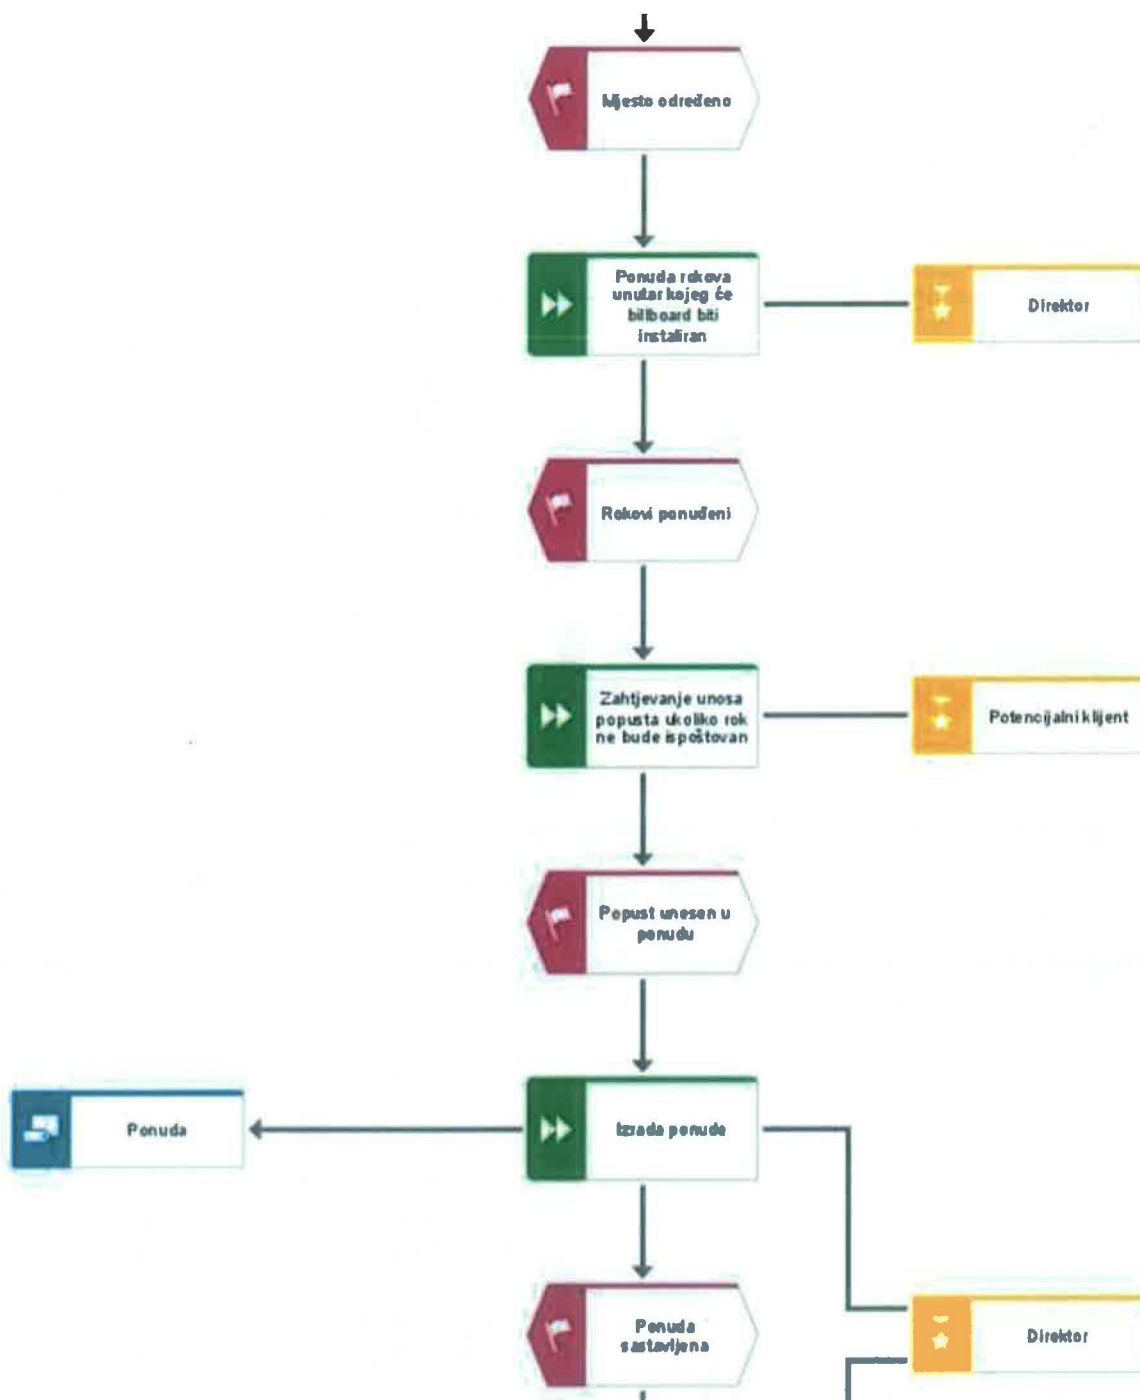 Mjesto određeno
Ponuda rokova
unutar kojeg će
billboard biti
instaliran
Direktor
Rokovi ponuđeni
Zahtjevanje unosa
popusta ukoliko rok
ne bude ispoštovan
Potencijalni klijent
Popust unesen u
ponudu
Ponuda
Izrada ponude
Ponuda
sastavljena
Direktor